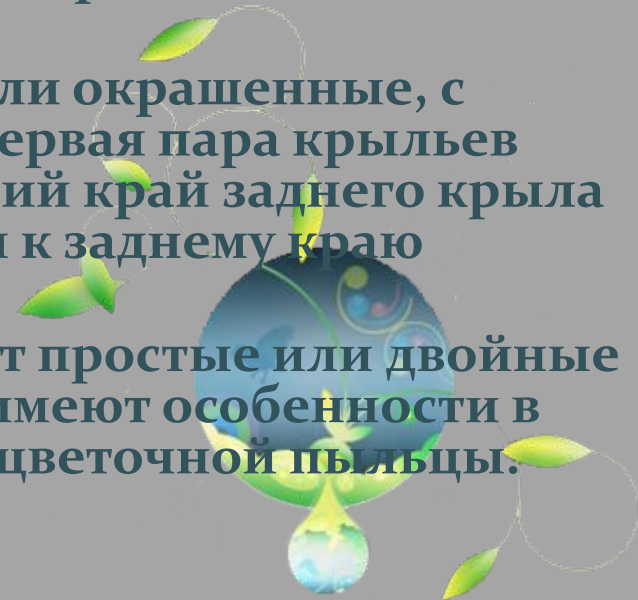 ли окрашенные, с
ервая пара крыльев
ий край заднего крыла
к заднему краю
т простые или двойные
имеют особенности в
цветочной пыльцы.